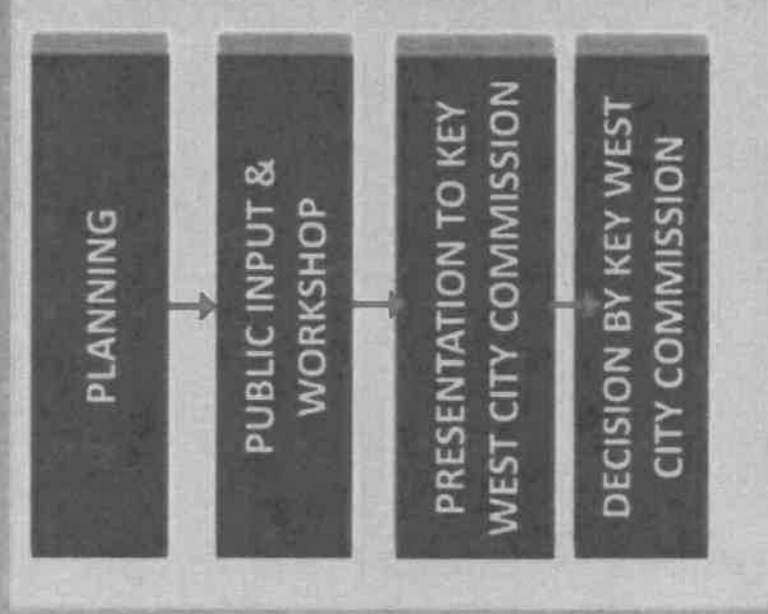 PLANNING
PUBLIC INPUT &
WORKSHOP
PRESENTATION TO KEY
WEST CITY COMMISSION
DECISION BY KEY WEST
CITY COMMISSION